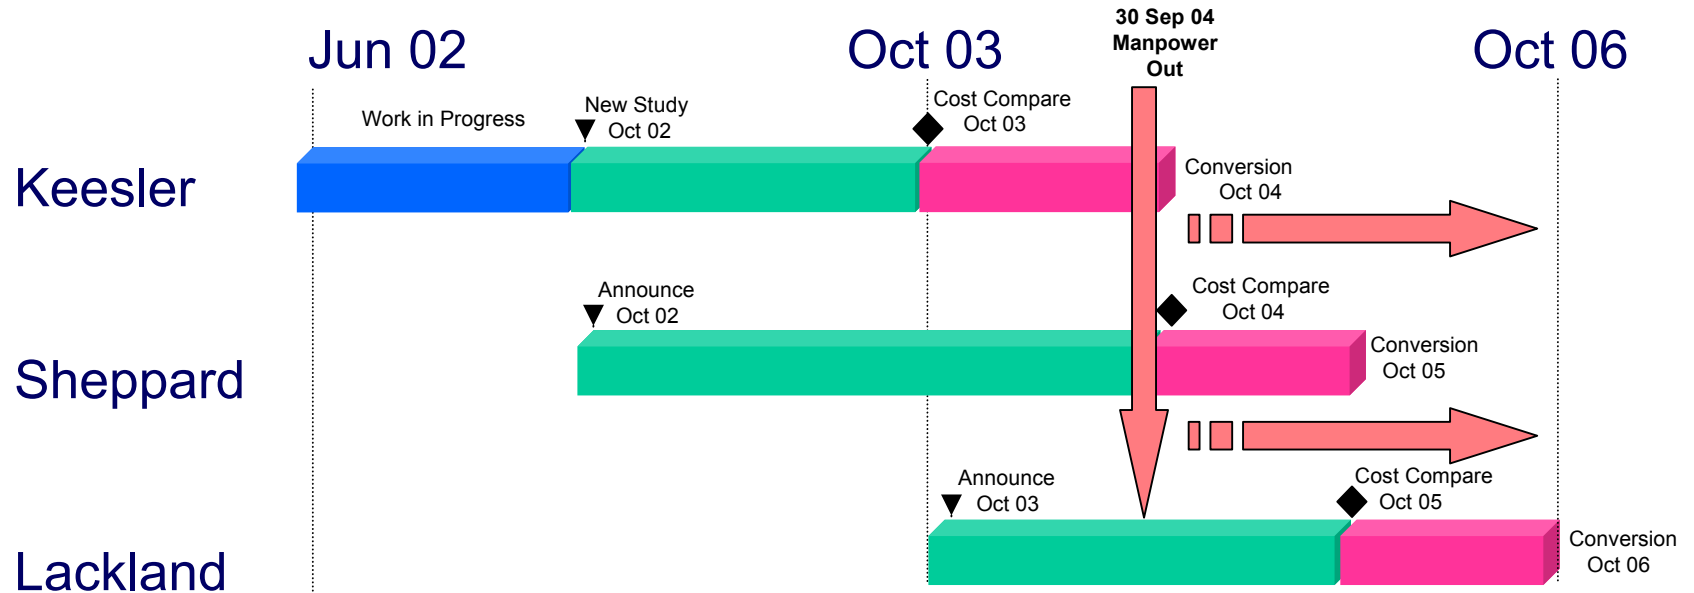 Jun 02
Oct 03
30 Sep 04
Manpower
Out
Oct 06
Work in Progress
New Study
Oct 02
Cost Compare
Oct 03
Keesler
Conversion
Oct 04
Announce
Oct 02
Cost Compare
Oct 04
Sheppard
Conversion
Oct 05
Announce
Oct 03
Cost Compare
Oct 05
Lackland
Conversion
Oct 06